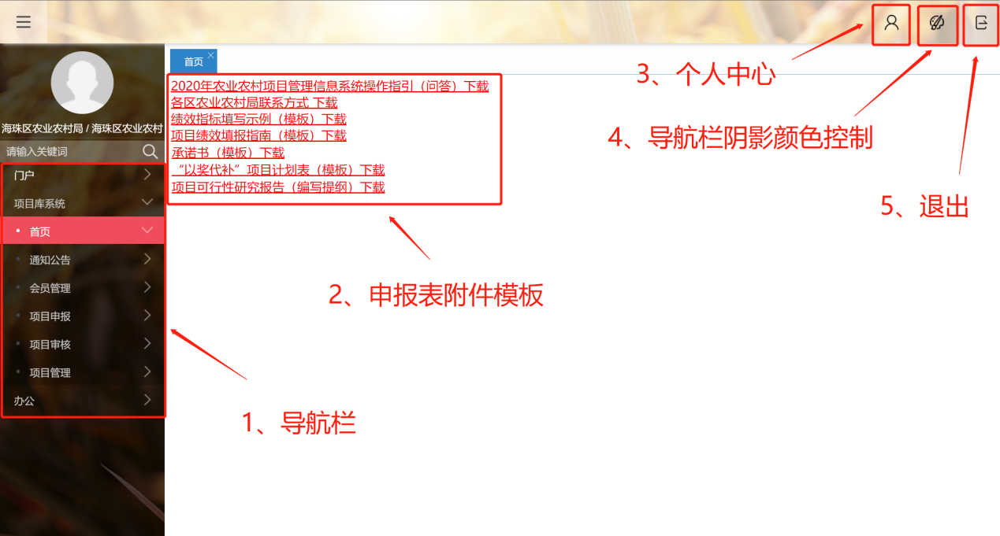 首页
3、个人中心
4、导航栏阴影颜色控制
5、退出
2020年农业农村项目管理信息系统操作指引（问答）下载
各区农业农村局联系方式 下载
绩效指标填写示例（模板）下载
项目绩效填报指南（模板）下载
承诺书（模板）下载
“以奖代补”项目计划表（模板）下载
项目可行性研究报告（编写提纲）下载
2、申报表附件模板
海珠区农业农村局 / 海珠区农业农村
请输入关键词
门户
项目库系统
首页
通知公告
会员管理
项目申报
项目审核
项目管理
办公
1、导航栏